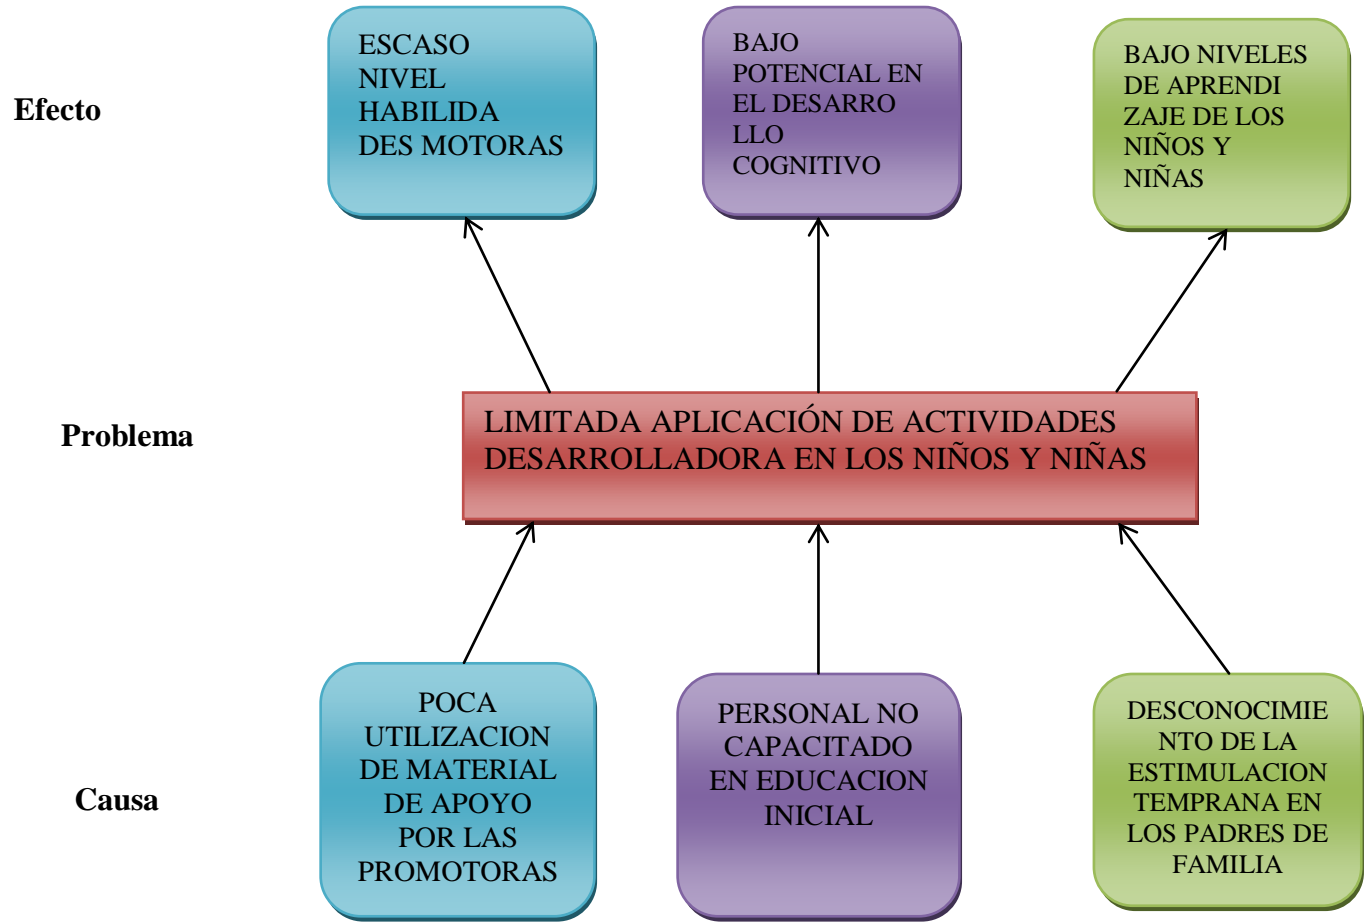 Efecto
ESCASO
NIVEL
HABILIDA
DES MOTORAS
BAJO
POTENCIAL EN
EL DESARRO
LLO
COGNITIVO
BAJO NIVELES
DE APRENDI
ZAJE DE LOS
NIÑOS Y
NIÑAS
Problema
LIMITADA APLICACIÓN DE ACTIVIDADES
DESARROLLADORA EN LOS NIÑOS Y NIÑAS
Causa
POCA
UTILIZACION
DE MATERIAL
DE APOYO
POR LAS
PROMOTORAS
PERSONAL NO
CAPACITADO
EN EDUCACION
INICIAL
DESCONOCIMIE
NTO DE LA
ESTIMULACION
TEMPRANA EN
LOS PADRES DE
FAMILIA